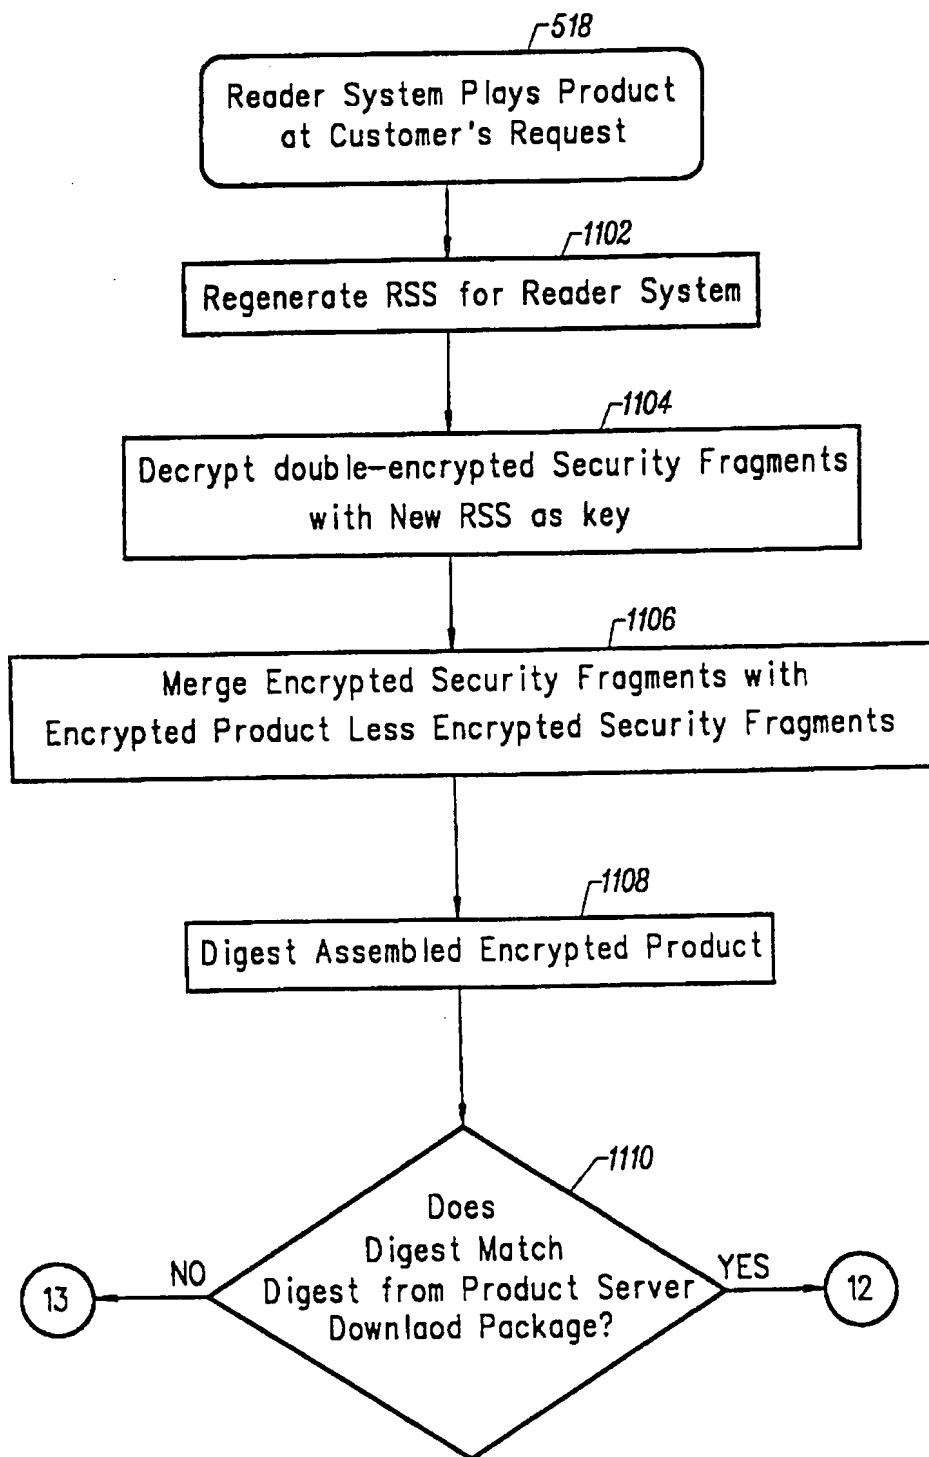 518
Reader System Plays Product
at Customer's Request
1102
Regenerate RSS for Reader System
1104
Decrypt double-encrypted Security Fragments
with New RSS as key
1106
Merge Encrypted Security Fragments with
Encrypted Product Less Encrypted Security Fragments
1108
Digest Assembled Encrypted Product
1110
Does
Digest Match
Digest from Product Server
Downlaod Package?
NO
YES
13
12